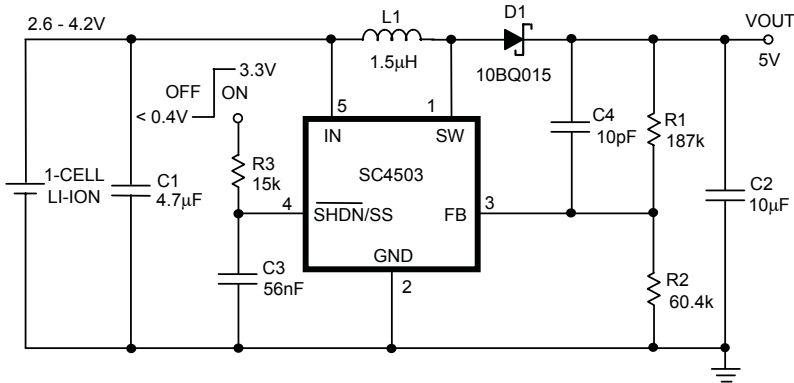 2.6 - 4.2V
L1
1.5μH
D1
10BQ015
VOUT
5V
OFF
ON
3.3V
< 0.4V
5
1
IN
SW
C4
10pF
R1
187k
1-CELL
LI-ION
C1
4.7μF
R3
15k
SC4503
4
SHDN/SS
FB
3
C2
10μF
GND
2
C3
56nF
R2
60.4k